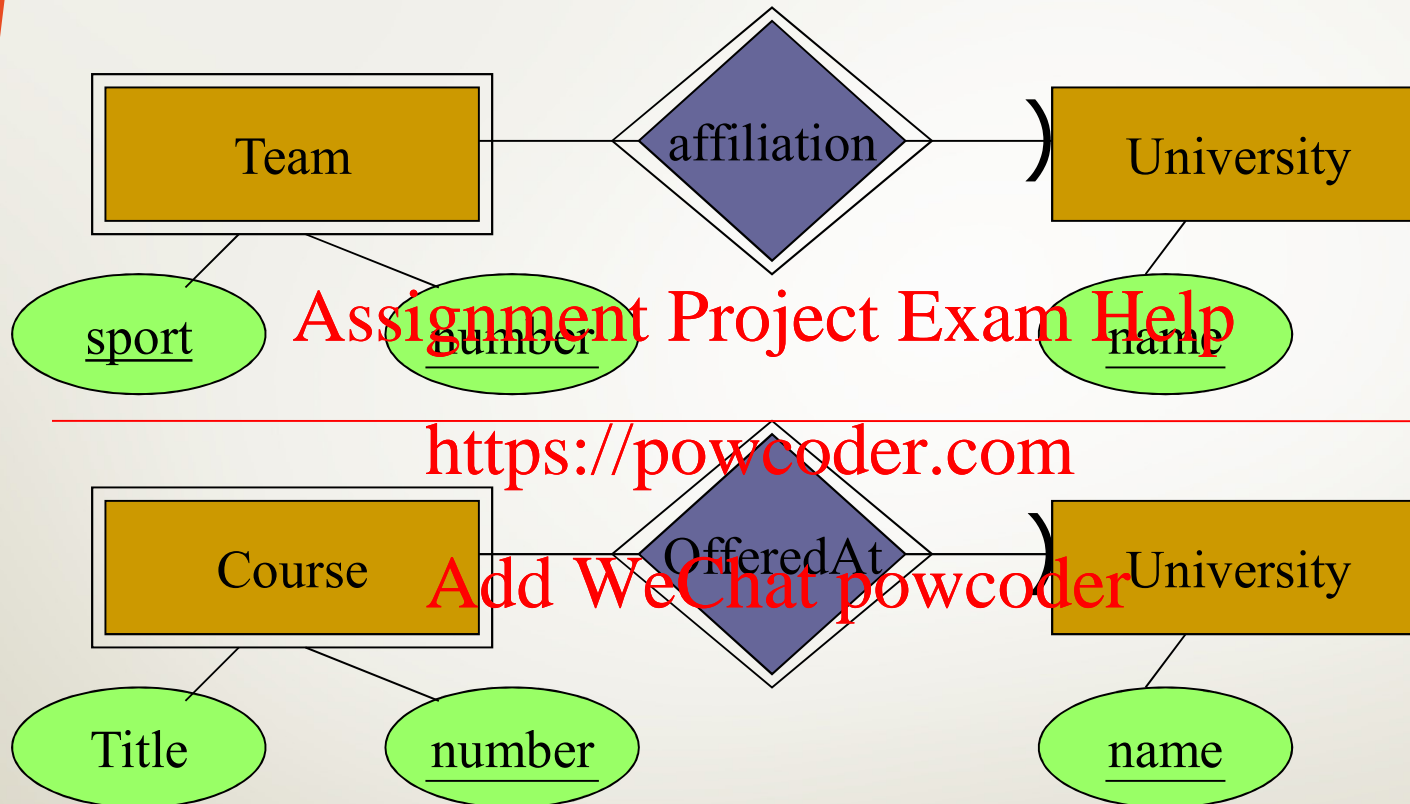 Team
affiliation
University
sport
number
name
Assignment Project Exam Help
https://powcoder.com
Course
OfferedAt
University
Add WeChat powcoder
Title
number
name